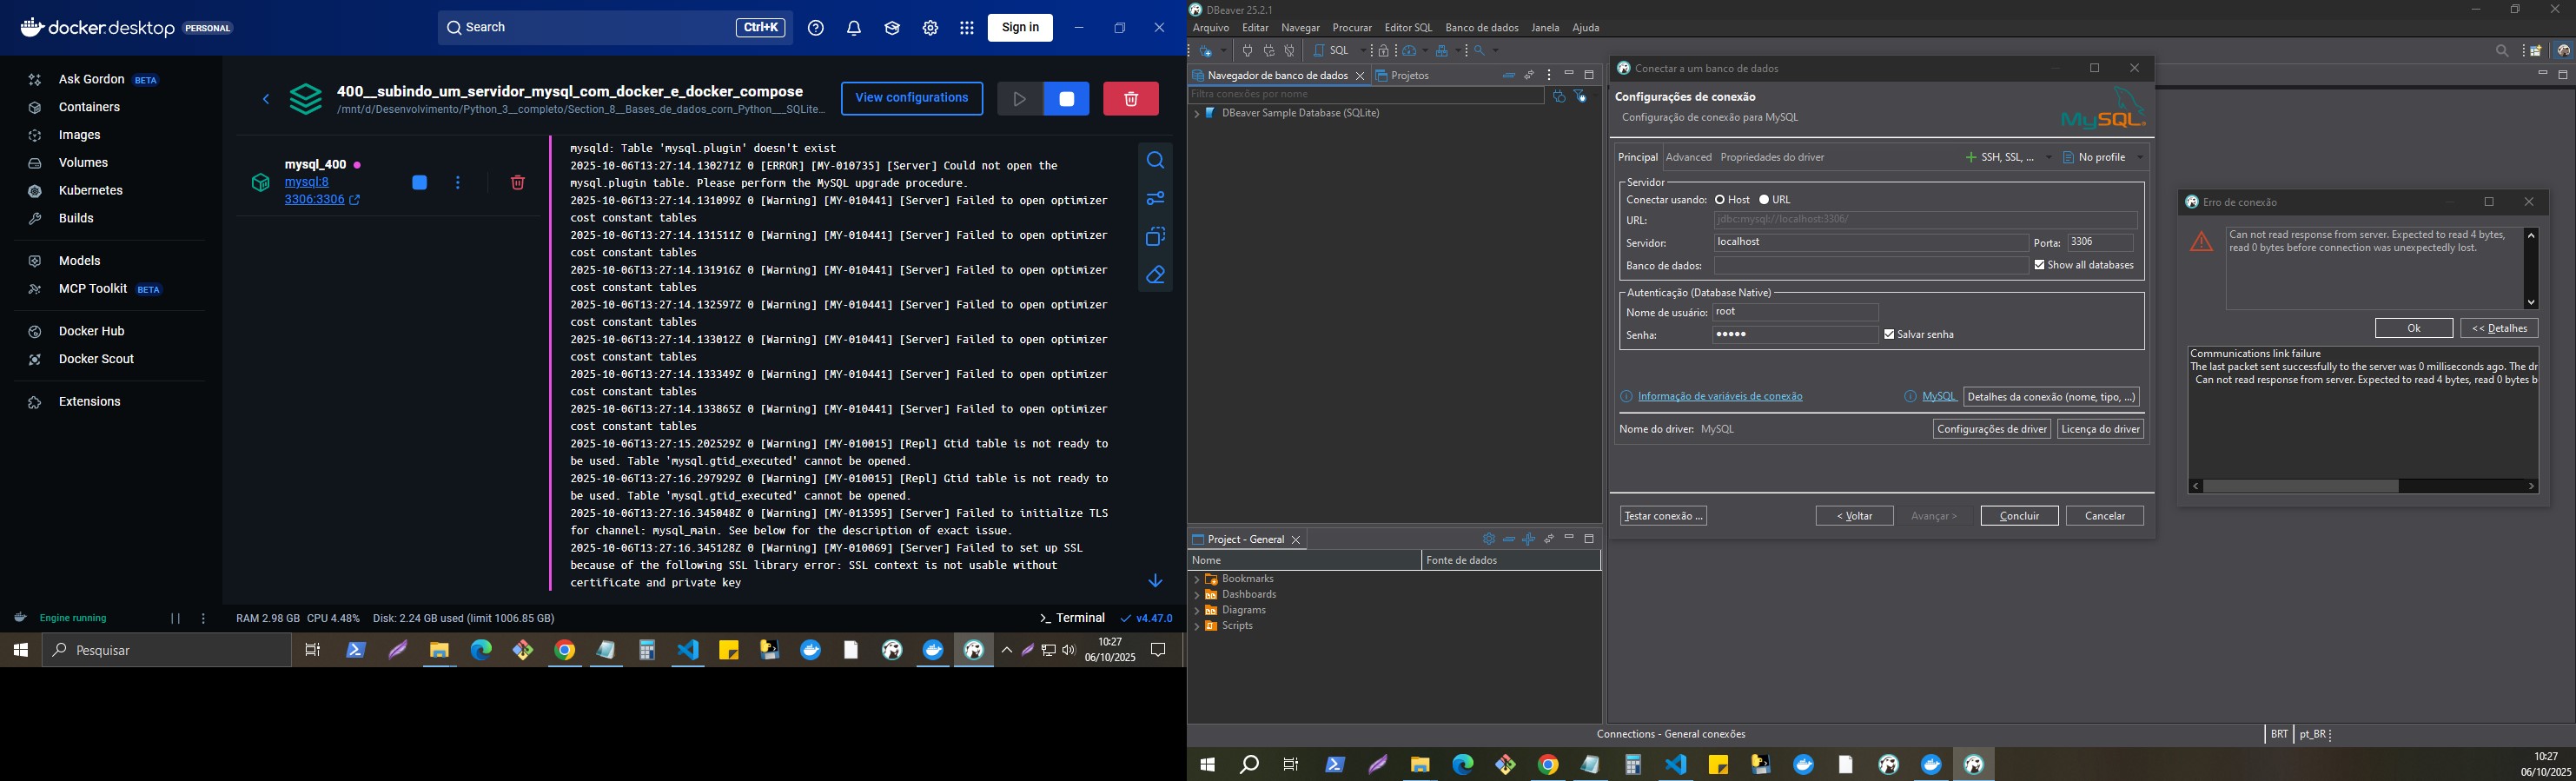 docker.desktop PERSONAL
Search
Ctrl+K
Sign in
Ask Gordon BETA
Containers
Images
Volumes
Kubernetes
Builds
Models
MCP Toolkit BETA
Docker Hub
Docker Scout
Extensions
400__subindo_um_servidor_mysql_com_docker_e_docker_compose
/mnt/d/Desenvolvimento/Python_3__completo/Section_8__Bases_de_dados_com_Python___SQLite...
View configurations
mysql_400
mysql:8
3306:3306
mysqld: Table 'mysql.plugin' doesn't exist
2025-10-06T13:27:14.130271Z 0 [ERROR] [MY-010735] [Server] Could not open the
mysql.plugin table. Please perform the MySQL upgrade procedure.
2025-10-06T13:27:14.131099Z 0 [Warning] [MY-010441] [Server] Failed to open optimizer
cost constant tables
2025-10-06T13:27:14.131511Z 0 [Warning] [MY-010441] [Server] Failed to open optimizer
cost constant tables
2025-10-06T13:27:14.131916Z 0 [Warning] [MY-010441] [Server] Failed to open optimizer
cost constant tables
2025-10-06T13:27:14.132597Z 0 [Warning] [MY-010441] [Server] Failed to open optimizer
cost constant tables
2025-10-06T13:27:14.133012Z 0 [Warning] [MY-010441] [Server] Failed to open optimizer
cost constant tables
2025-10-06T13:27:14.133349Z 0 [Warning] [MY-010441] [Server] Failed to open optimizer
cost constant tables
2025-10-06T13:27:14.133865Z 0 [Warning] [MY-010441] [Server] Failed to open optimizer
cost constant tables
2025-10-06T13:27:15.202529Z 0 [Warning] [MY-010015] [Repl] Gtid table is not ready to
be used. Table 'mysql.gtid_executed' cannot be opened.
2025-10-06T13:27:16.297929Z 0 [Warning] [MY-010015] [Repl] Gtid table is not ready to
be used. Table 'mysql.gtid_executed' cannot be opened.
2025-10-06T13:27:16.345048Z 0 [Warning] [MY-013595] [Server] Failed to initialize TLS
for channel: mysql_main. See below for the description of exact issue.
2025-10-06T13:27:16.345128Z 0 [Warning] [MY-010069] [Server] Failed to set up SSL
because of the following SSL library error: SSL context is not usable without
certificate and private key
Engine running
RAM 2.98 GB CPU 4.48% Disk: 2.24 GB used (limit 1006.85 GB)
>_ Terminal
v4.47.0
Pesquisar
10:27
06/10/2025
DBeaver 25.2.1
Arquivo Editar Navegar Procurar Editor SQL Banco de dados Janela Ajuda
SQL
Navegador de banco de dados
Projetos
Filtra conexões por nome
DBeaver Sample Database (SQLite)
Project - General
Nome
Fonte de dados
Bookmarks
Dashboards
Diagrams
Scripts
Conectar a um banco de dados
Configurações de conexão
Configuração de conexão para MySQL
MySQL
Principal Advanced Propriedades do driver
SSH, SSL, ...
No profile
Servidor
Conectar usando: Host URL
URL: jdbc:mysql://localhost:3306/
Servidor: localhost Porta: 3306
Banco de dados: Show all databases
Autenticação (Database Native)
Nome de usuário: root
Senha: ●●●●● Salvar senha
Informação de variáveis de conexão
MySQL
Detalhes da conexão (nome, tipo, ...)
Nome do driver: MySQL
Configurações de driver
Licença do driver
Testar conexão ...
< Voltar
Avançar >
Concluir
Cancelar
Erro de conexão
Can not read response from server. Expected to read 4 bytes,
read 0 bytes before connection was unexpectedly lost.
Ok
<< Detalhes
Communications link failure
The last packet sent successfully to the server was 0 milliseconds ago. The dr
Can not read response from server. Expected to read 4 bytes, read 0 bytes b
Connections - General conexões
BRT
pt_BR
10:27
06/10/2025